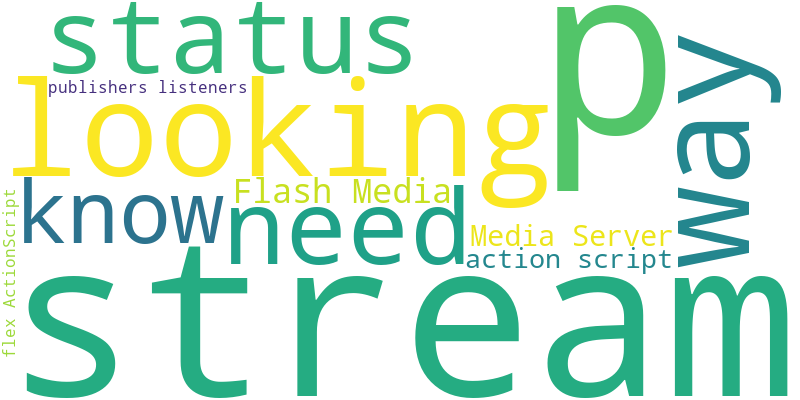 status
p
way
publishers listeners
looking
know
Flash Media
need
Media Server
action script
flex ActionScript
stream